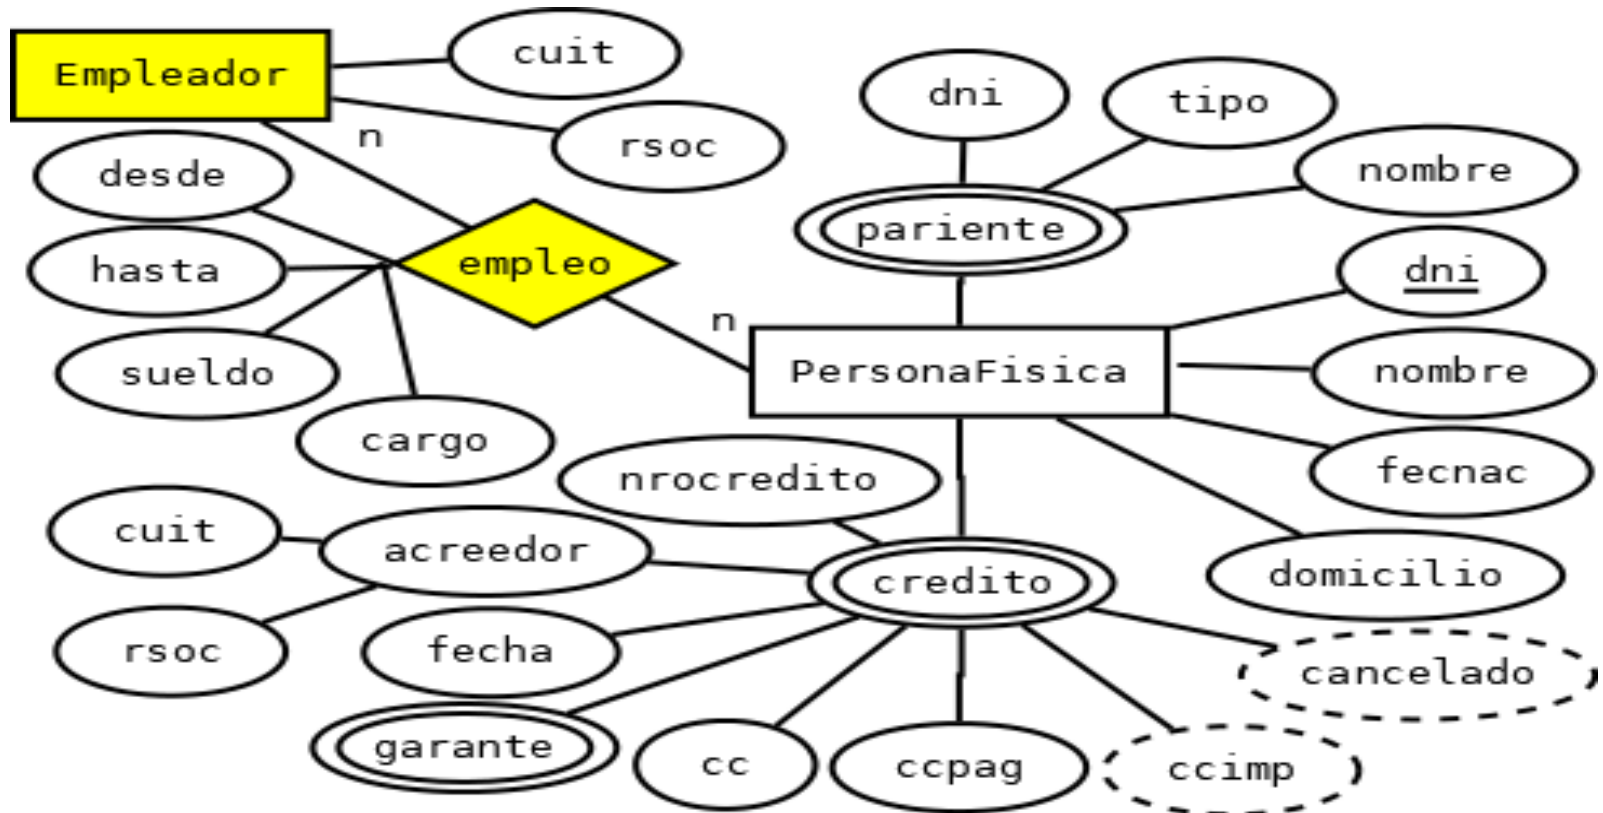 Empleador
cuit
rsoc
n
desde
hasta
sueldo
cargo
empleo
n
dni
tipo
nombre
pariente
PersonaFisica
dni
nombre
fecnac
domicilio
nrocredito
cuit
acreedor
rsoc
credito
fecha
garante
cc
ccpag
ccimp
cancelado